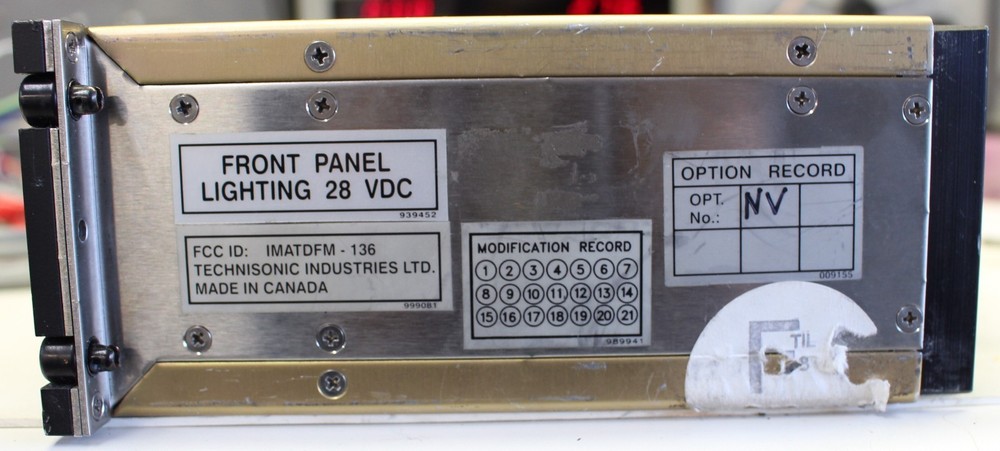 FRONT PANEL
LIGHTING 28 VDC
939452
FCC ID: IMATDFM - 136
TECHNISONIC INDUSTRIES LTD.
MADE IN CANADA
999081
MODIFICATION RECORD
1 2 3 4 5 6 7
8 9 10 11 12 13 14
15 16 17 18 19 20 21
989941
OPTION RECORD
OPT. No.: NV
009155
TIL